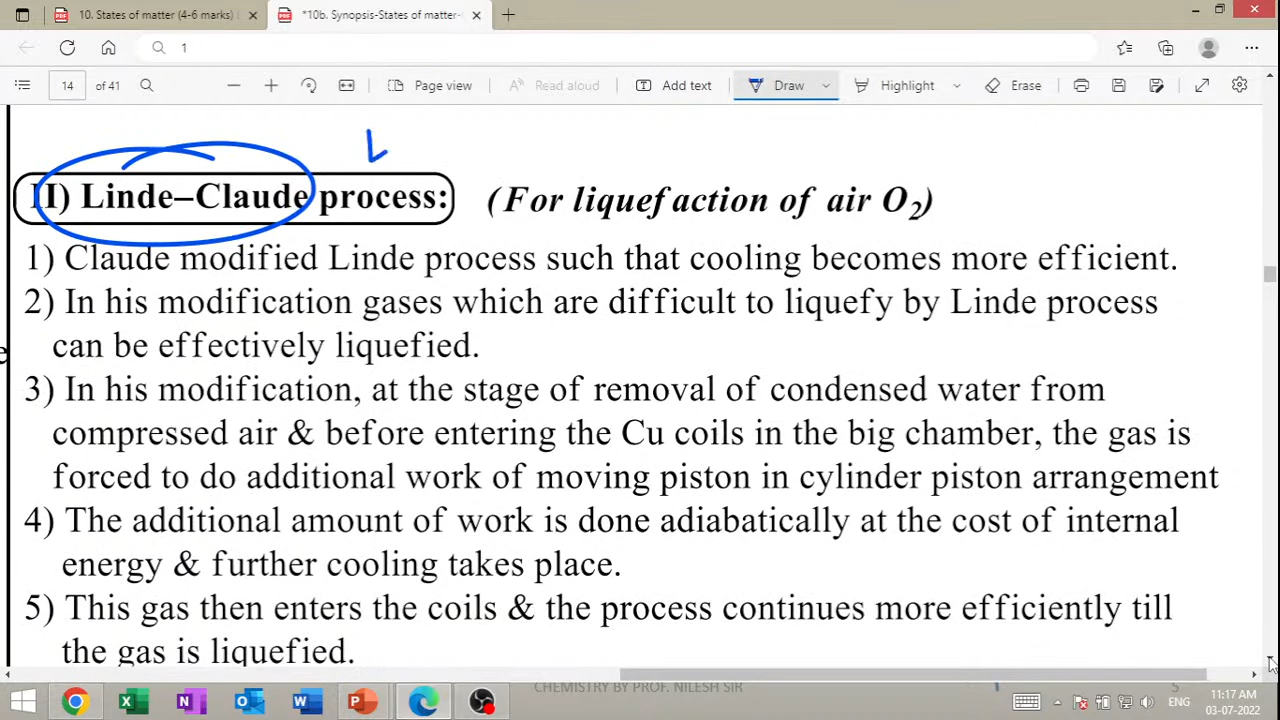 10. States of matter (4-6 marks)
*10b. Synopsis-States of matter-
1
14 of 41
Page view
Read aloud
Add text
Draw
Highlight
Erase
II) Linde–Claude process: (For liquefaction of air O2)
1) Claude modified Linde process such that cooling becomes more efficient.
2) In his modification gases which are difficult to liquefy by Linde process
can be effectively liquefied.
3) In his modification, at the stage of removal of condensed water from
compressed air & before entering the Cu coils in the big chamber, the gas is
forced to do additional work of moving piston in cylinder piston arrangement
4) The additional amount of work is done adiabatically at the cost of internal
energy & further cooling takes place.
5) This gas then enters the coils & the process continues more efficiently till
the gas is liquefied.
CHEMISTRY BY PROF. NILESH SIR
5
ENG
11:17 AM
03-07-2022